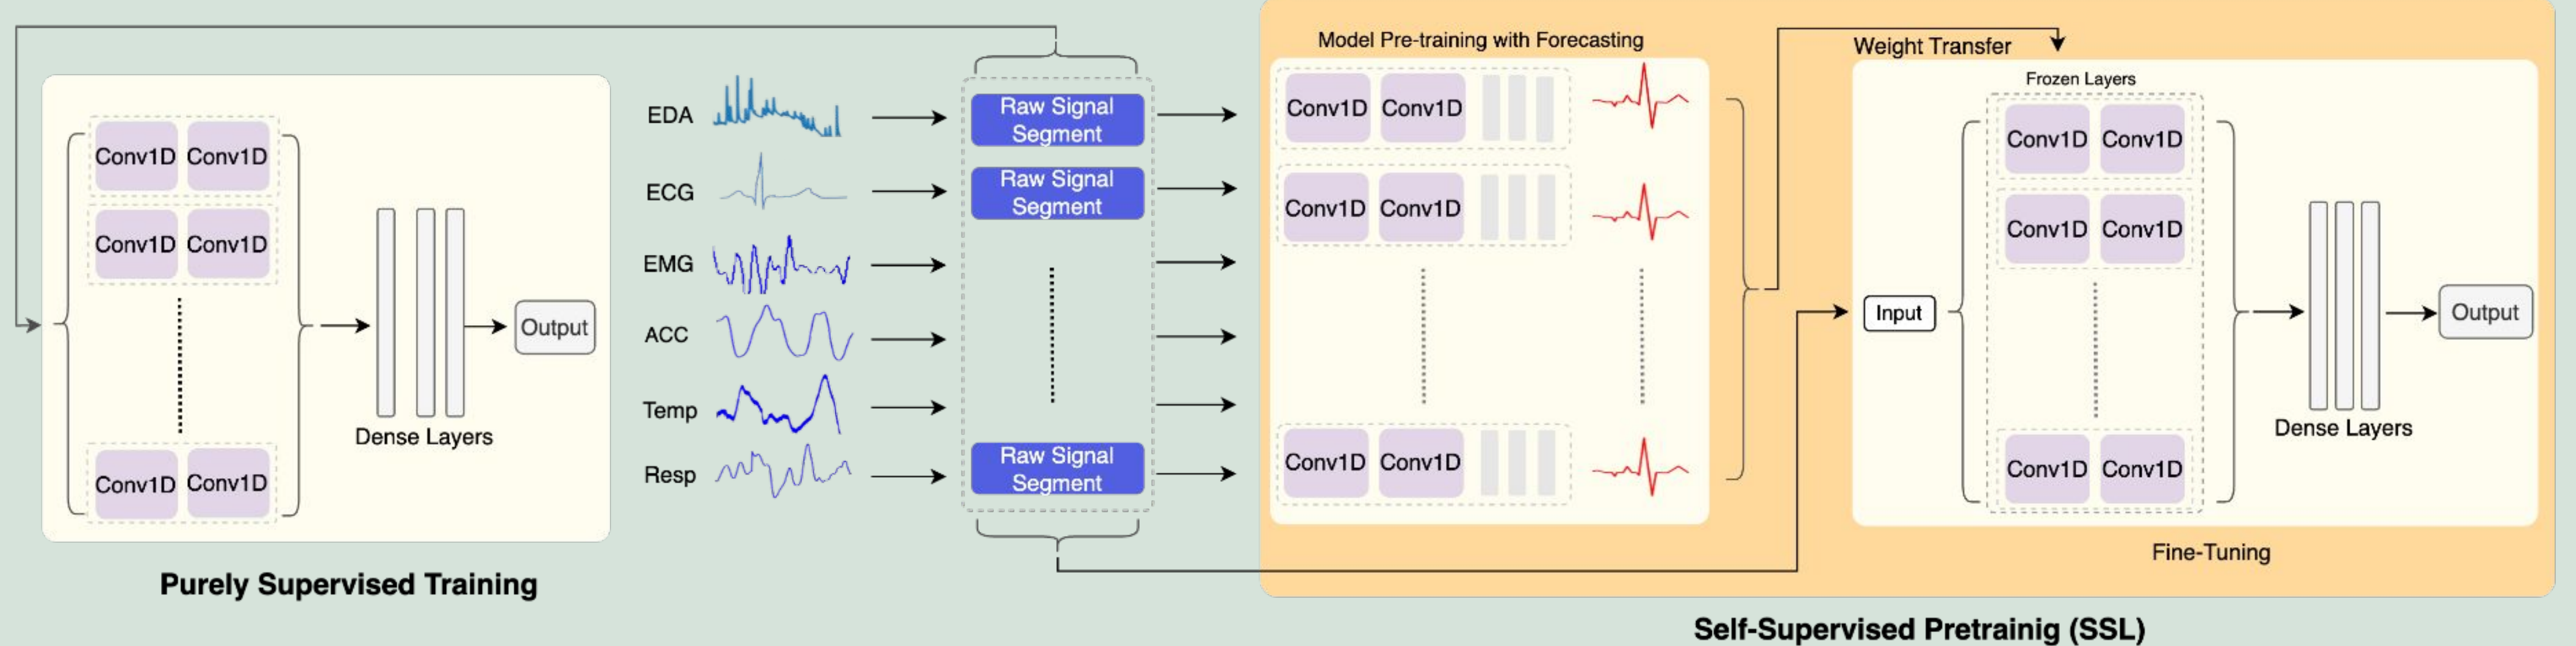 Conv1D Conv1D
Conv1D Conv1D
Conv1D Conv1D
Dense Layers
Output
Purely Supervised Training
EDA
ECG
EMG
ACC
Temp
Resp
Raw Signal
Segment
Raw Signal
Segment
Raw Signal
Segment
Model Pre-training with Forecasting
Conv1D Conv1D
Conv1D Conv1D
Conv1D Conv1D
Weight Transfer
Frozen Layers
Input
Conv1D Conv1D
Conv1D Conv1D
Conv1D Conv1D
Dense Layers
Output
Fine-Tuning
Self-Supervised Pretrainig (SSL)